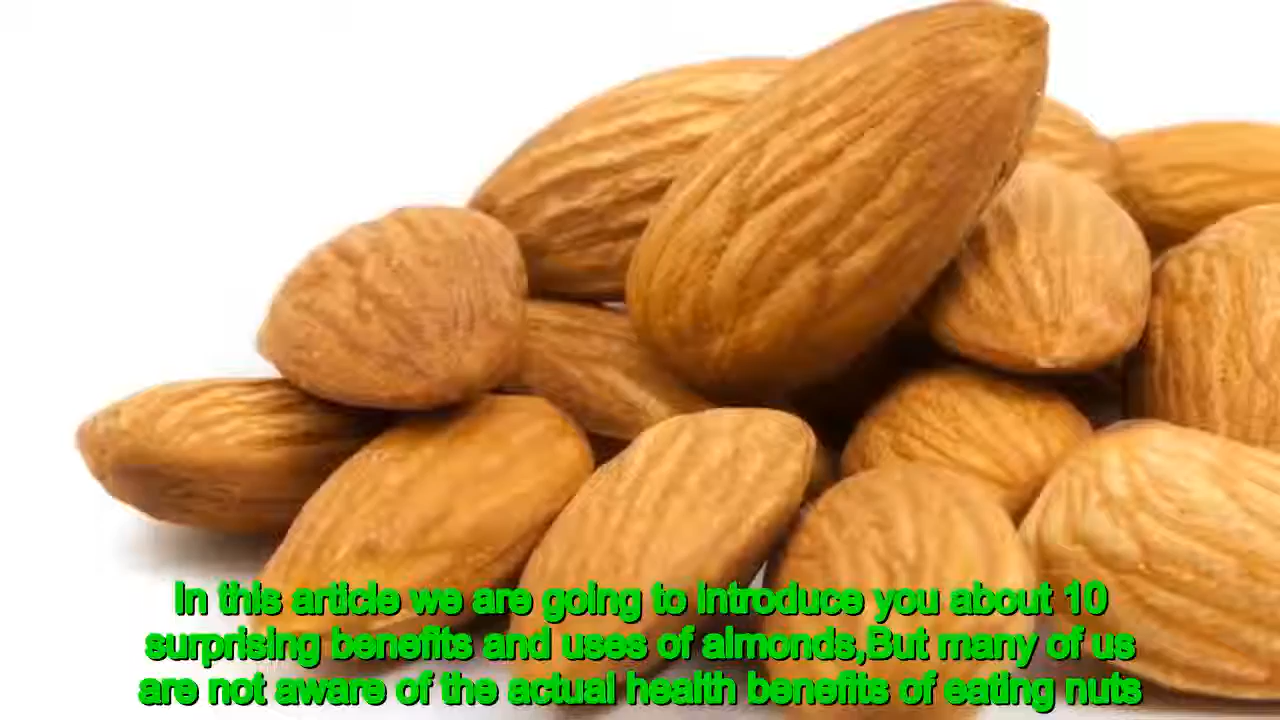 In this article we are going to introduce you about 10
surprising benefits and uses of almonds,But many of us
are not aware of the actual health benefits of eating nuts